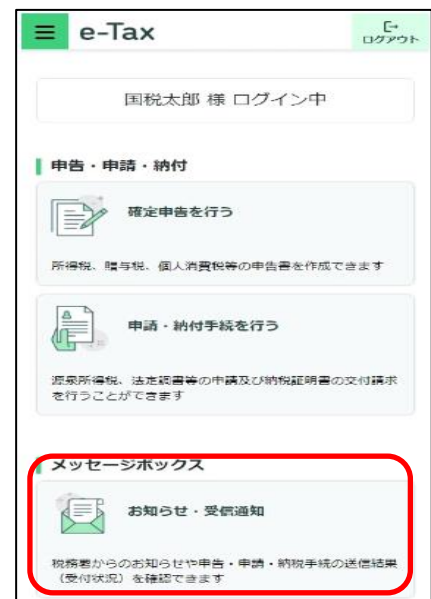 e-Tax
ログアウト
国税太郎 様 ログイン中
申告・申請・納付
確定申告を行う
所得税、贈与税、個人消費税等の申告書を作成できます
申請・納付手続を行う
源泉所得税、法定調書等の申請及び納税証明書の交付請求
を行うことができます
メッセージボックス
お知らせ・受信通知
税務署からのお知らせや申告・申請・納税手続の送信結果
(受付状況)を確認できます